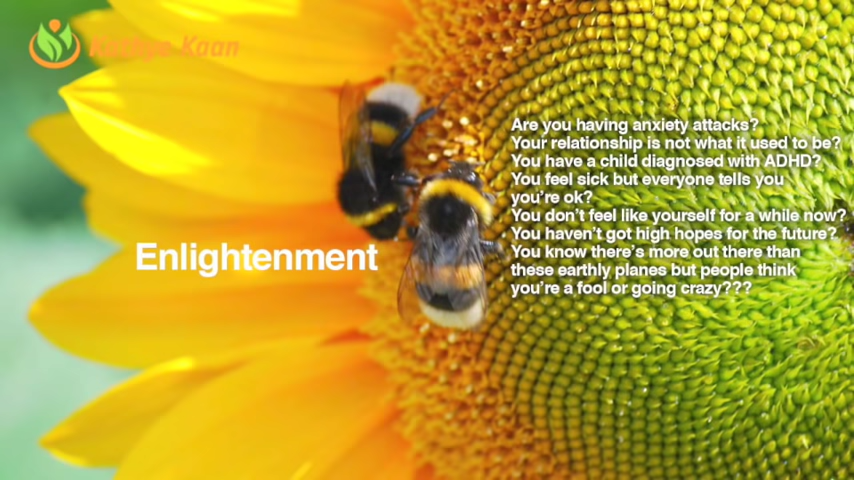 Kathye Kaan
Enlightenment
Are you having anxiety attacks?
Your relationship is not what it used to be?
You have a child diagnosed with ADHD?
You feel sick but everyone tells you
you're ok?
You don't feel like yourself for a while now?
You haven't got high hopes for the future?
You know there's more out there than
these earthly planes but people think
you're a fool or going crazy???